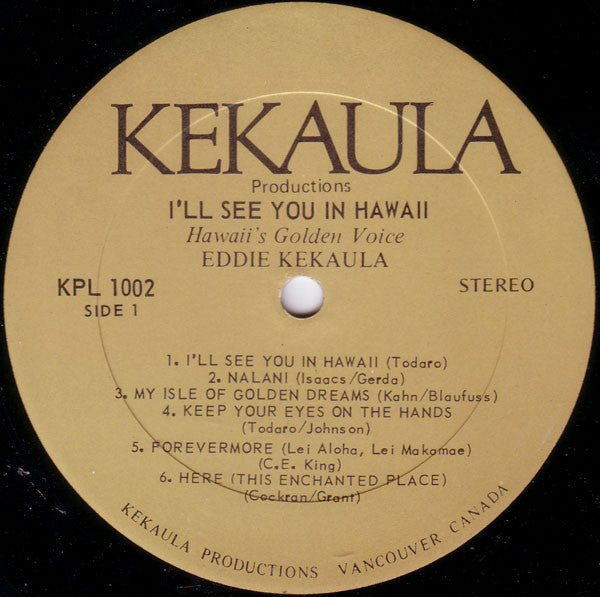 KEKAULA
Productions
I'LL SEE YOU IN HAWAII
Hawaii's Golden Voice
EDDIE KEKAULA
KPL 1002
SIDE 1
STEREO
1. I'LL SEE YOU IN HAWAII (Todaro)
2. NALANI (Isaacs/Gerda)
3. MY ISLE OF GOLDEN DREAMS (Kahn/Blaufuss)
4. KEEP YOUR EYES ON THE HANDS
(Todaro/Johnson)
5. FOREVERMORE (Lei Aloha, Lei Makamae)
(C.E. King)
6. HERE (THIS ENCHANTED PLACE)
(Cockran/Grant)
KEKAULA PRODUCTIONS VANCOUVER CANADA